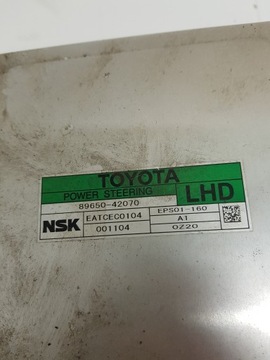 TOYOTA
POWER STEERING LHD
89650-42070
NSK EATCEC0104 EPS01-160
001104 A1
0Z20